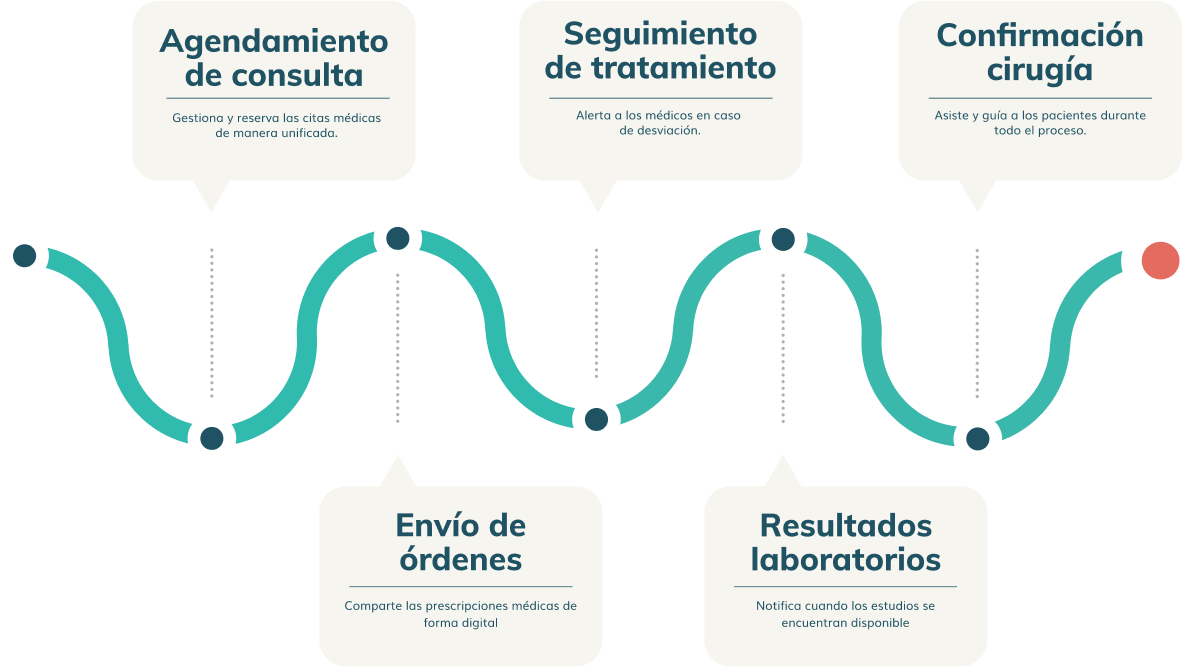 Agendamiento
de consulta
Gestiona y reserva las citas médicas
de manera unificada.
Envío de
órdenes
Comparte las prescripciones médicas de
forma digital
Seguimiento
de tratamiento
Alerta a los médicos en caso
de desviación.
Resultados
laboratorios
Notifica cuando los estudios se
encuentran disponible
Confirmación
cirugía
Asiste y guía a los pacientes durante
todo el proceso.